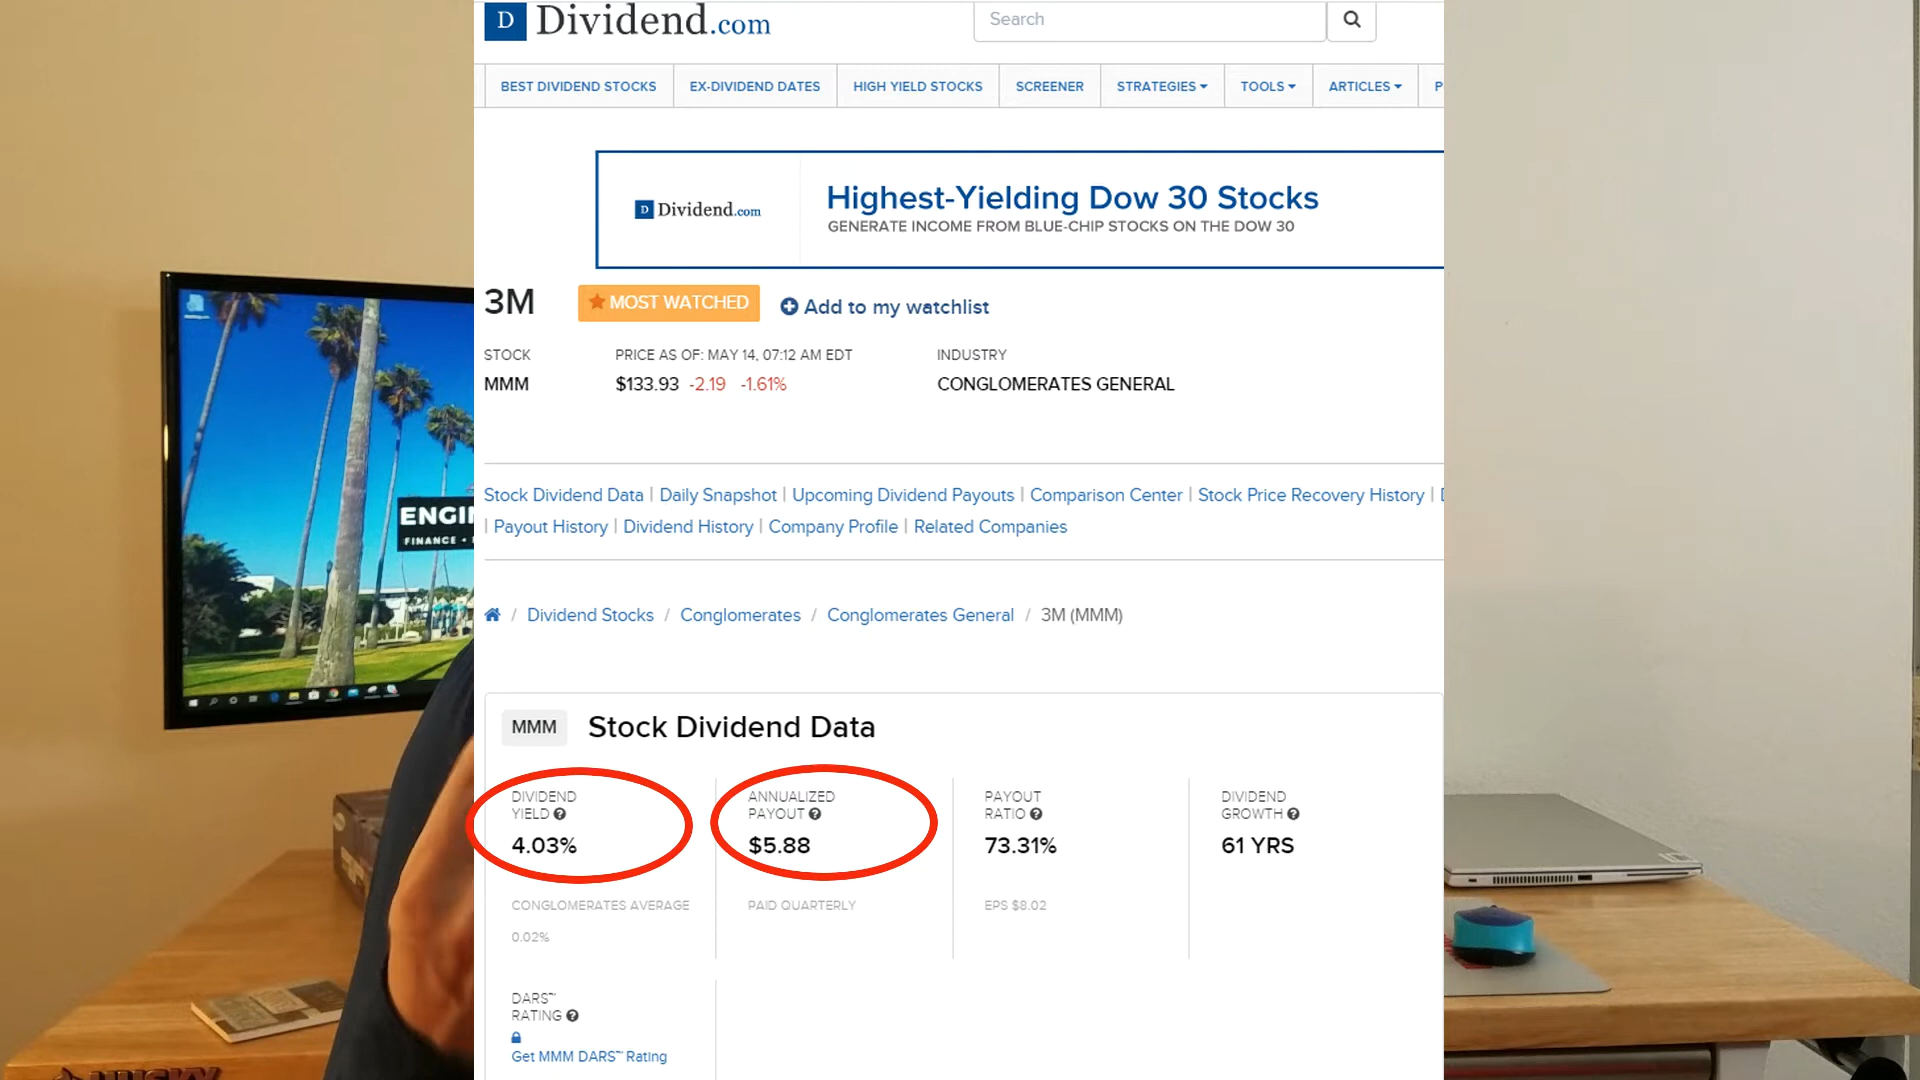 D Dividend.com
Search
BEST DIVIDEND STOCKS
EX-DIVIDEND DATES
HIGH YIELD STOCKS
SCREENER
STRATEGIES
TOOLS
ARTICLES
P
D Dividend.com
Highest-Yielding Dow 30 Stocks
GENERATE INCOME FROM BLUE-CHIP STOCKS ON THE DOW 30
3M
MOST WATCHED
Add to my watchlist
STOCK
PRICE AS OF: MAY 14, 07:12 AM EDT
INDUSTRY
MMM
$133.93 -2.19 -1.61%
CONGLOMERATES GENERAL
Stock Dividend Data | Daily Snapshot | Upcoming Dividend Payouts | Comparison Center | Stock Price Recovery History |
| Payout History | Dividend History | Company Profile | Related Companies
/ Dividend Stocks / Conglomerates / Conglomerates General / 3M (MMM)
MMM Stock Dividend Data
DIVIDEND
YIELD ?
4.03%
CONGLOMERATES AVERAGE
0.02%
ANNUALIZED
PAYOUT ?
$5.88
PAID QUARTERLY
PAYOUT
RATIO ?
73.31%
EPS $8.02
DIVIDEND
GROWTH ?
61 YRS
DARS™
RATING ?
Get MMM DARS™ Rating
ENGI
FINANCE •
HUSKY